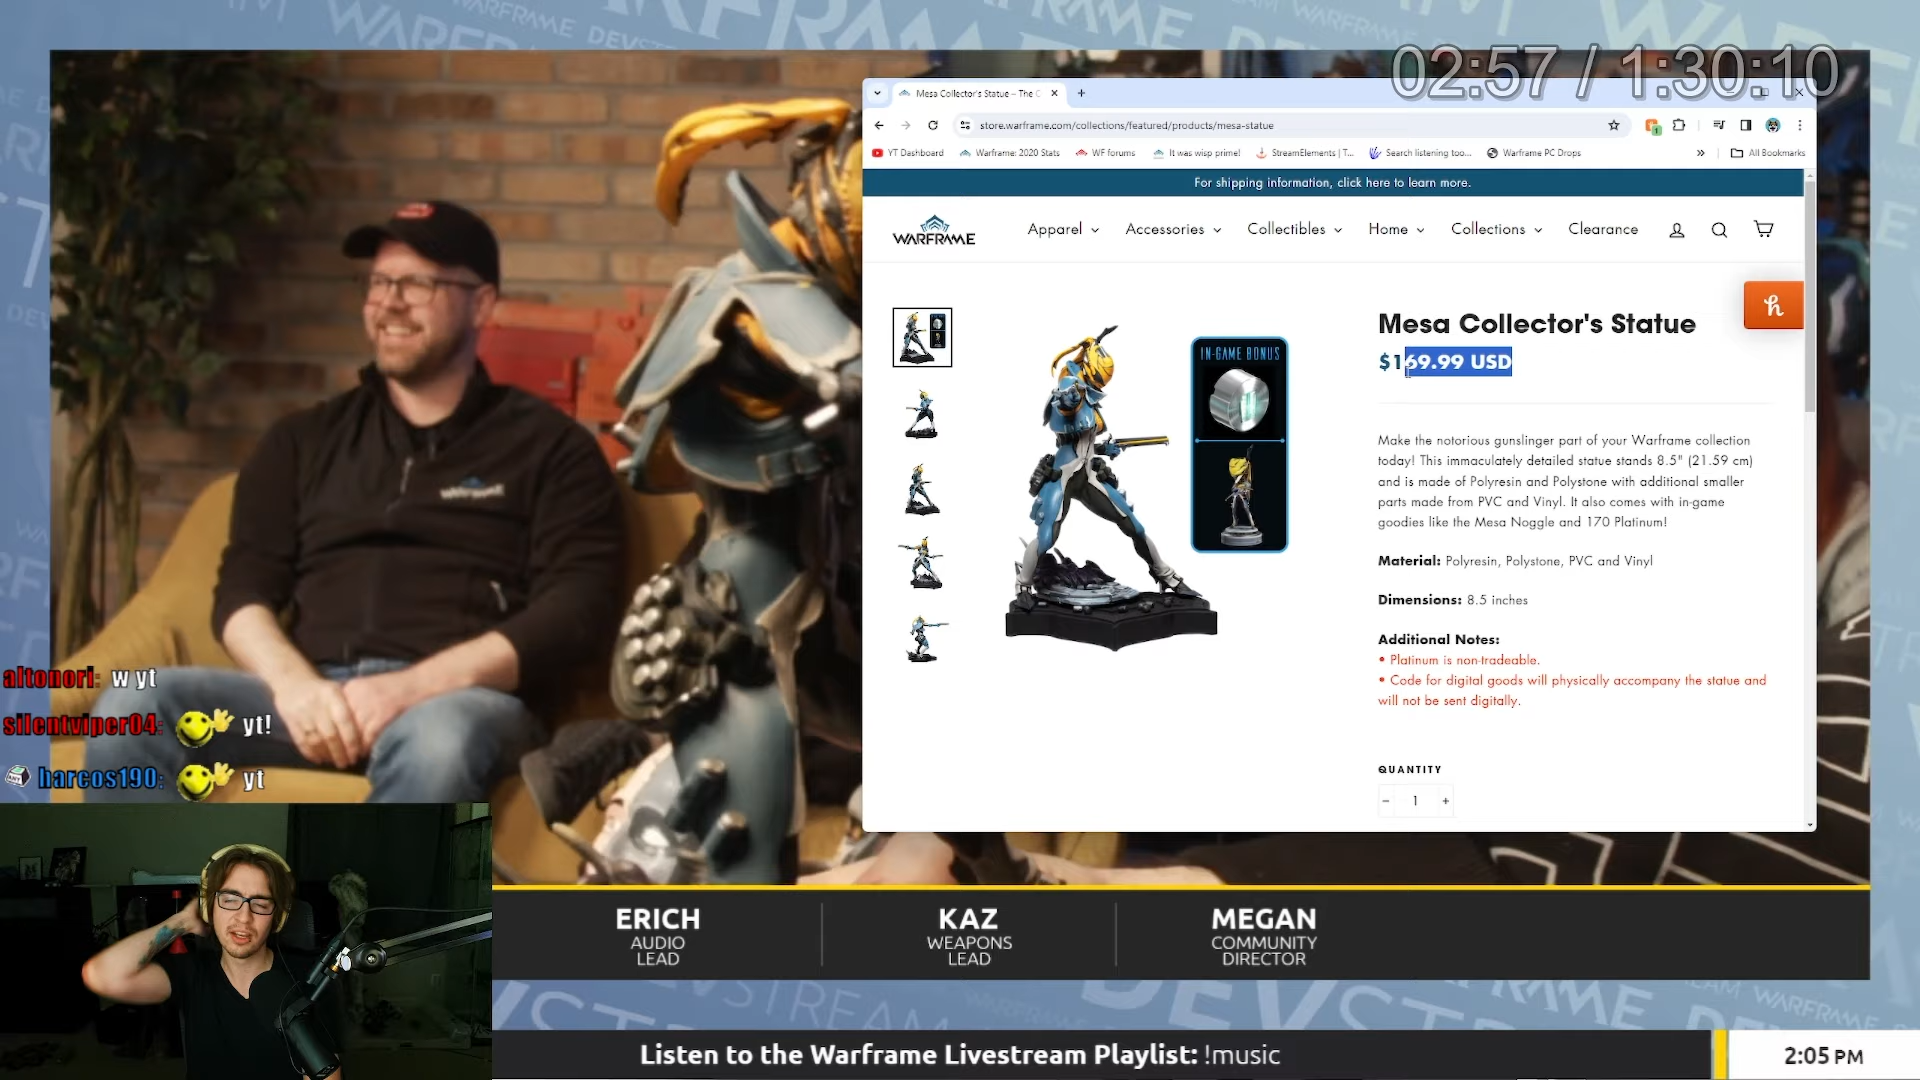 02:57 / 1:30:10
Mesa Collector's Statue – The C
store.warframe.com/collections/featured/products/mesa-statue
YT Dashboard
Warframe: 2020 Stats
WF forums
It was wisp prime!
StreamElements | T...
Search listening too...
Warframe PC Drops
»
All Bookmarks
For shipping information, click here to learn more.
WARFRAME
Apparel
Accessories
Collectibles
Home
Collections
Clearance
Mesa Collector's Statue
$169.99 USD
IN-GAME BONUS
Make the notorious gunslinger part of your Warframe collection
today! This immaculately detailed statue stands 8.5" (21.59 cm)
and is made of Polyresin and Polystone with additional smaller
parts made from PVC and Vinyl. It also comes with in-game
goodies like the Mesa Noggle and 170 Platinum!
Material: Polyresin, Polystone, PVC and Vinyl
Dimensions: 8.5 inches
Additional Notes:
• Platinum is non-tradeable.
• Code for digital goods will physically accompany the statue and
will not be sent digitally.
QUANTITY
− 1 +
altonori: w yt
silentviper04: yt!
harcos190: yt
ERICH
AUDIO
LEAD
KAZ
WEAPONS
LEAD
MEGAN
COMMUNITY
DIRECTOR
Listen to the Warframe Livestream Playlist: !music
2:05 PM